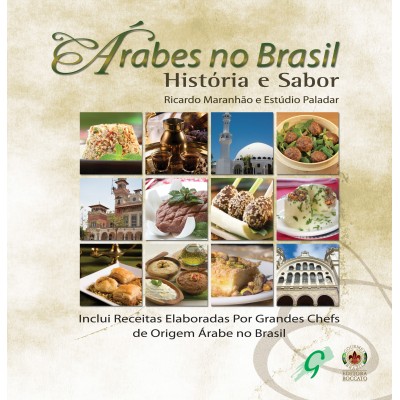 Árabes no Brasil
História e Sabor
Ricardo Maranhão e Estúdio Paladar
Inclui Receitas Elaboradas Por Grandes Chefs
de Origem Árabe no Brasil
G
EDITORA
BOCCATO